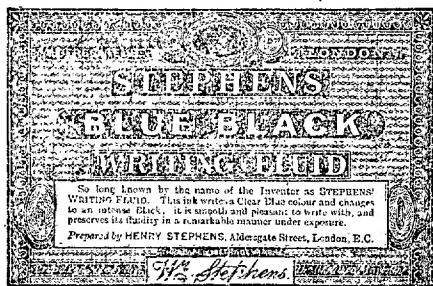 LONDON
STEPHENS
BLUE BLACK
WRITING FLUID
So long known by the name of the Inventor as STEPHENS'
WRITING FLUID. This ink writes a Clear Blue colour and changes
to an intense Black, it is smooth and pleasant to write with, and
preserves its fluidity in a remarkable manner under exposure.
Prepared by HENRY STEPHENS, Aldersgate Street, London, E.C.
Wm. Stephens.